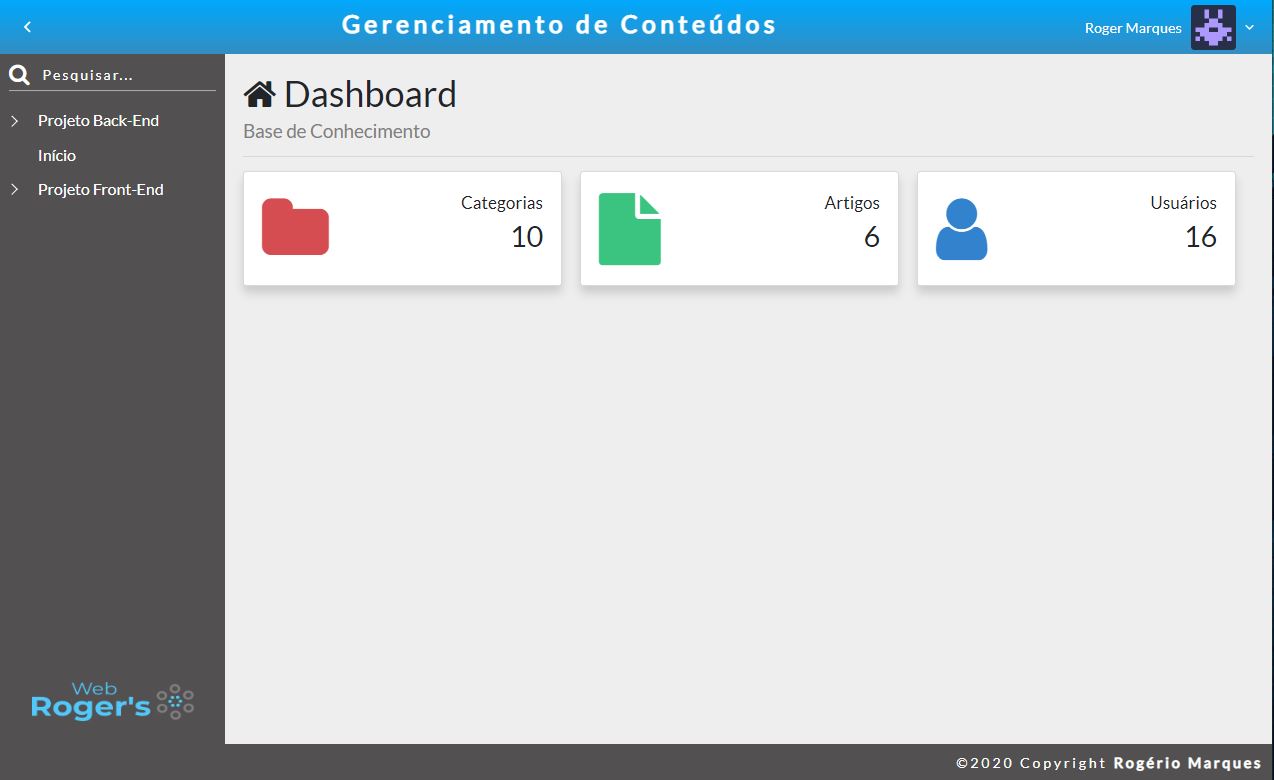 Gerenciamento de Conteúdos
Roger Marques
Pesquisar...
Projeto Back-End
Início
Projeto Front-End
Dashboard
Base de Conhecimento
Categorias
10
Artigos
6
Usuários
16
Web
Roger's
©2020 Copyright Rogério Marques